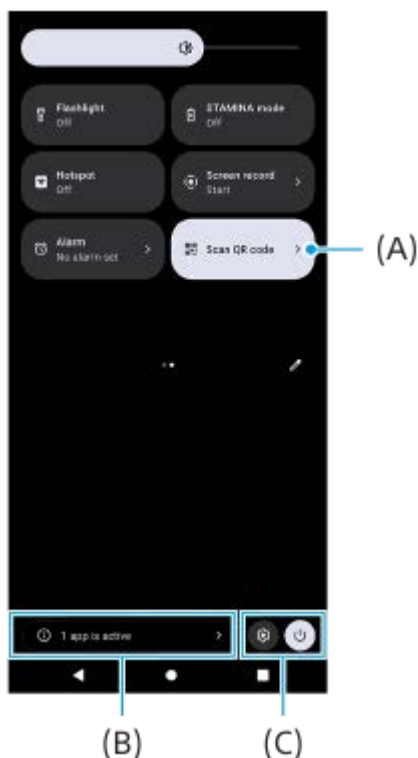 Flashlight
Off
STAMINA mode
Off
Hotspot
Off
Screen record
Start
Alarm
No alarm set
Scan QR code
(A)
1 app is active
(B)
(C)